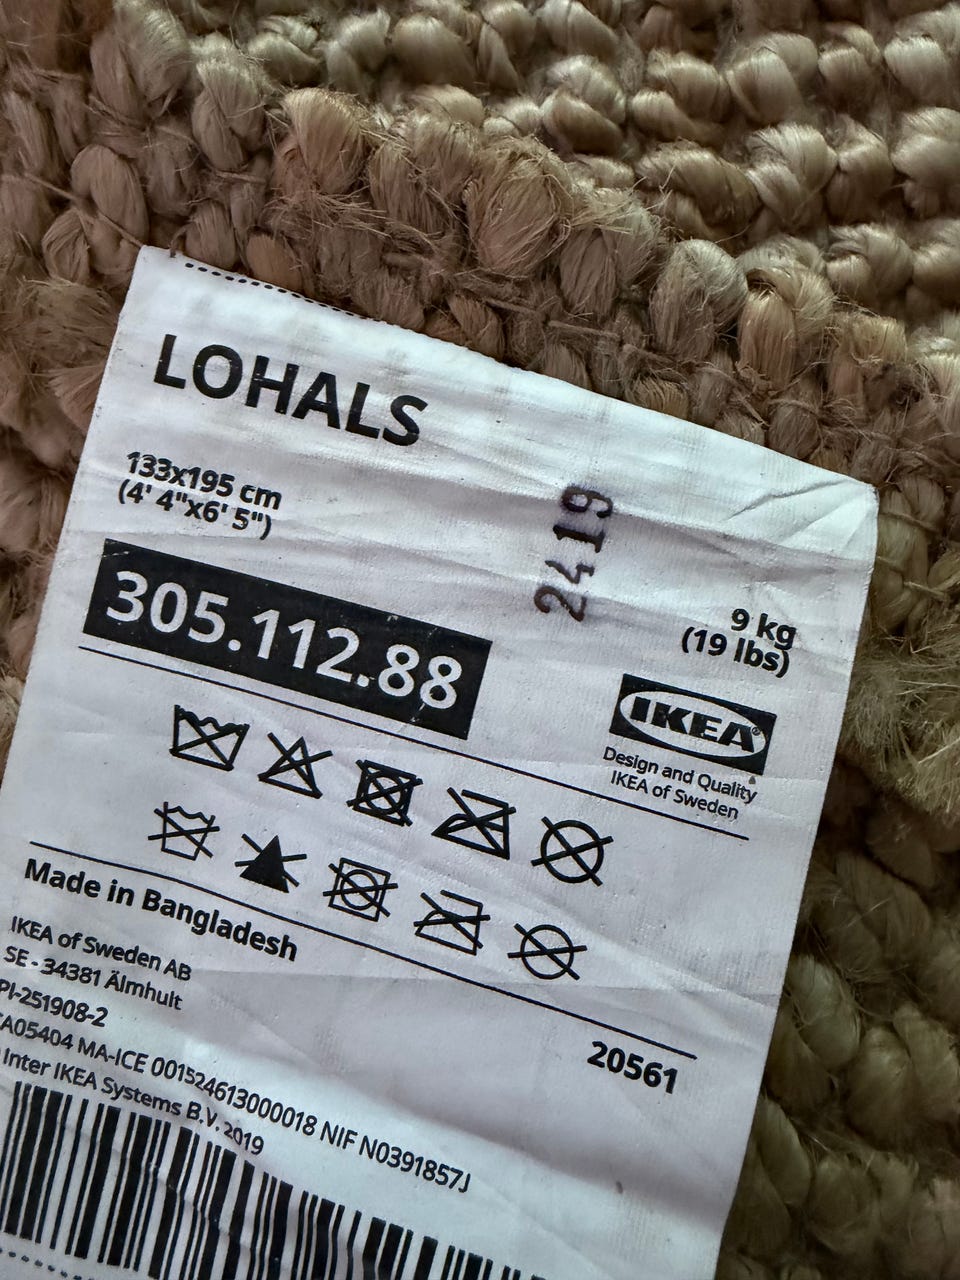 LOHALS
133x195 cm
(4' 4"x6' 5")
2419
305.112.88
9 kg
(19 lbs)
IKEA®
Design and Quality
IKEA of Sweden
Made in Bangladesh
IKEA of Sweden AB
SE - 34381 Älmhult
PI-251908-2
20561
MA-ICE 001524613000018 NIF N0391857J
Inter IKEA Systems B.V. 2019